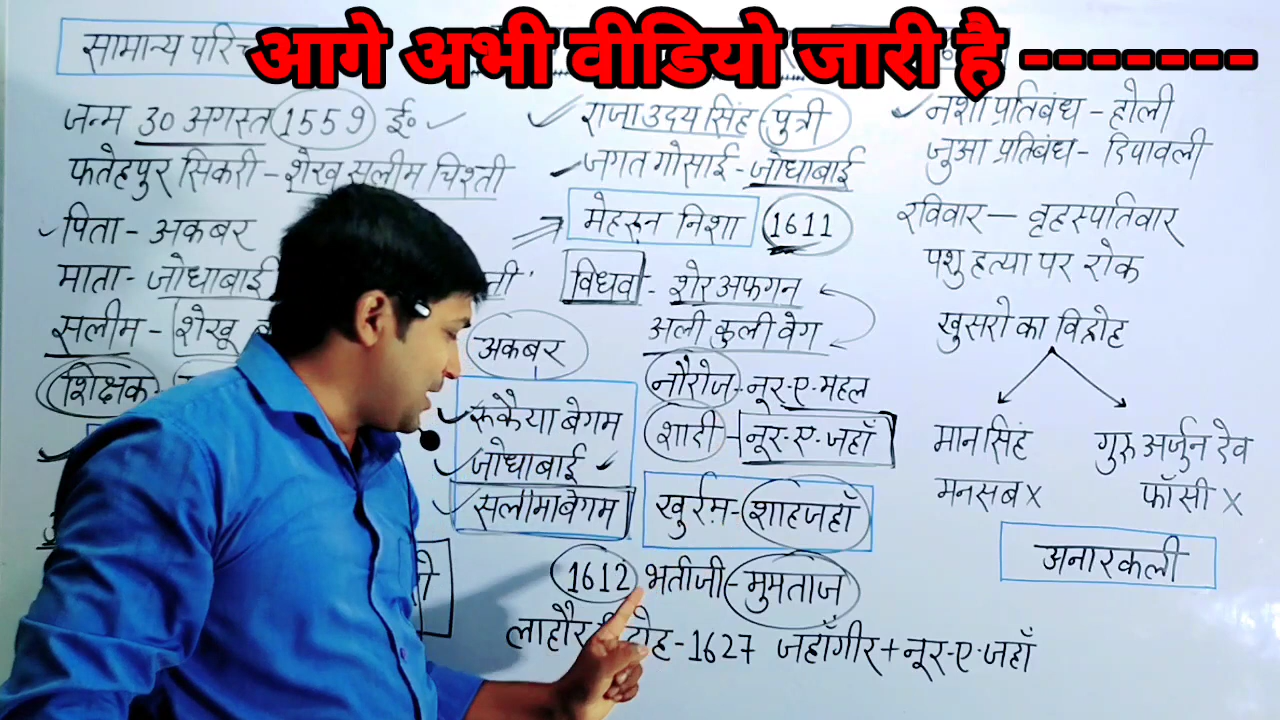 आगे अभी वीडियो जारी है -------
सामान्य परिच
जन्म 30 अगस्त 1559 ई॰
फतेहपुर सिकरी - शेख सलीम चिश्ती
पिता - अकबर
माता - जोधाबाई
सलीम - शेखू
शिक्षक -
अकबर
रूकैया बेगम
जोधाबाई
सलीमाबेगम
राजा उदय सिंह - पुत्री
जगत गोसाई - जोधाबाई
मेहरून निशा 1611
विधवा - शेर अफगन
अली कुली वेग
नौरोज - नूर-ए-महल
शादी - नूर-ए-जहाँ
खुर्रम - शाहजहाँ
1612 भतीजी - मुमताज
लाहौर - 1627 जहाँगीर + नूर-ए-जहाँ
नशा प्रतिबंध - होली
जुआ प्रतिबंध - दिपावली
रविवार - वृहस्पतिवार
पशु हत्या पर रोक
खुसरो का विद्रोह
मानसिहं गुरु अर्जुन देव
मनसब X फाँसी X
अनारकली